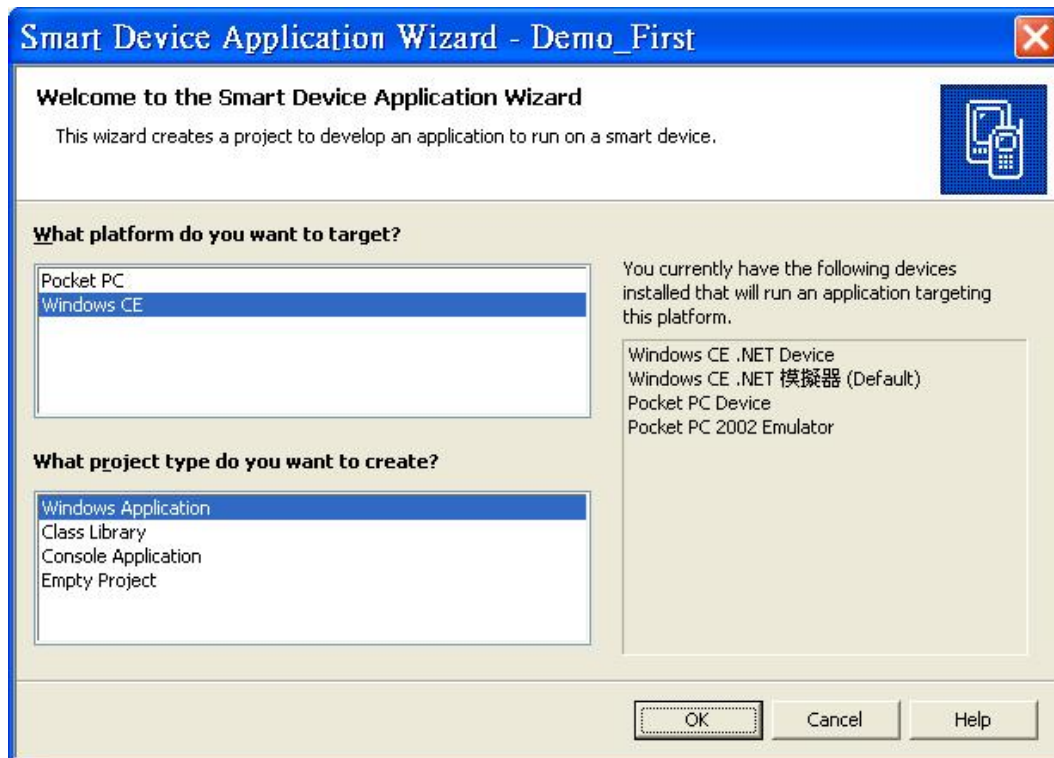 Smart Device Application Wizard - Demo_First
Welcome to the Smart Device Application Wizard
This wizard creates a project to develop an application to run on a smart device.
What platform do you want to target?
Pocket PC
Windows CE
You currently have the following devices
installed that will run an application targeting
this platform.
Windows CE .NET Device
Windows CE .NET 模擬器 (Default)
Pocket PC Device
Pocket PC 2002 Emulator
What project type do you want to create?
Windows Application
Class Library
Console Application
Empty Project
OK
Cancel
Help